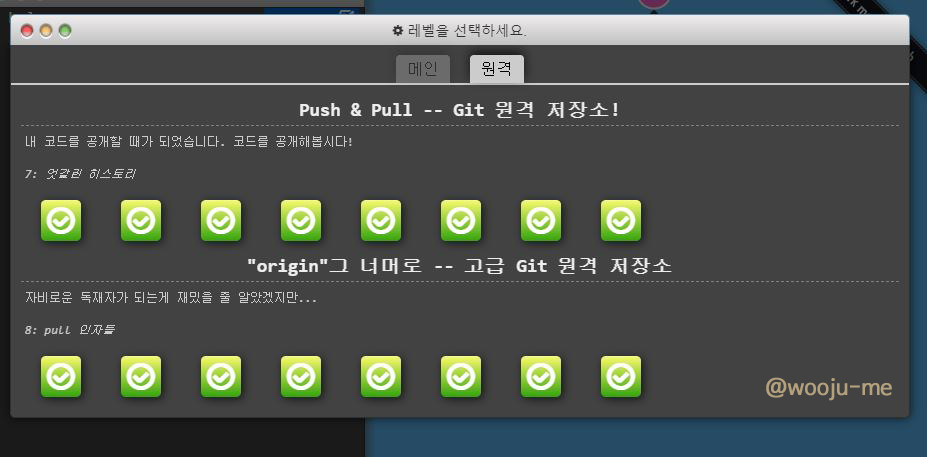 레벨을 선택하세요.
메인
원격
Push & Pull -- Git 원격 저장소!
내 코드를 공개할 때가 되었습니다. 코드를 공개해봅시다!
7: 엇갈린 히스토리
"origin"그 너머로 -- 고급 Git 원격 저장소
자비로운 독재자가 되는게 재밌을 줄 알았겠지만...
8: pull 인자들
@wooju-me